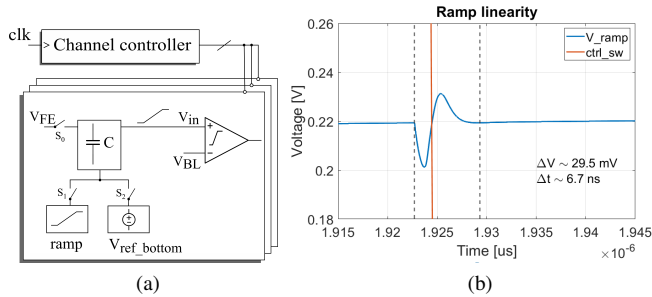 clk
Channel controller
V_FE
S_0
C
V_in
+
-
V_BL
S_1
S_2
ramp
V_ref_bottom
(a)
(b)
Ramp linearity
V_ramp
ctrl_sw
Voltage [V]
0.26
0.24
0.22
0.2
0.18
ΔV ~ 29.5 mV
Δt ~ 6.7 ns
1.915 1.92 1.925 1.93 1.935 1.94 1.945
Time [us]
×10^-6
(b)